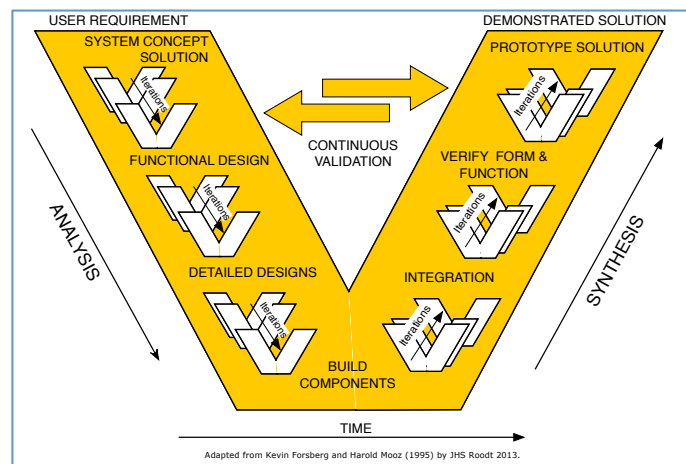 USER REQUIREMENT
DEMONSTRATED SOLUTION
SYSTEM CONCEPT
SOLUTION
Iterations
PROTOTYPE SOLUTION
Iterations
CONTINUOUS
VALIDATION
FUNCTIONAL DESIGN
Iterations
VERIFY FORM &
FUNCTION
Iterations
ANALYSIS
SYNTHESIS
DETAILED DESIGNS
Iterations
INTEGRATION
Iterations
BUILD
COMPONENTS
TIME
Adapted from Kevin Forsberg and Harold Mooz (1995) by JHS Roodt 2013.